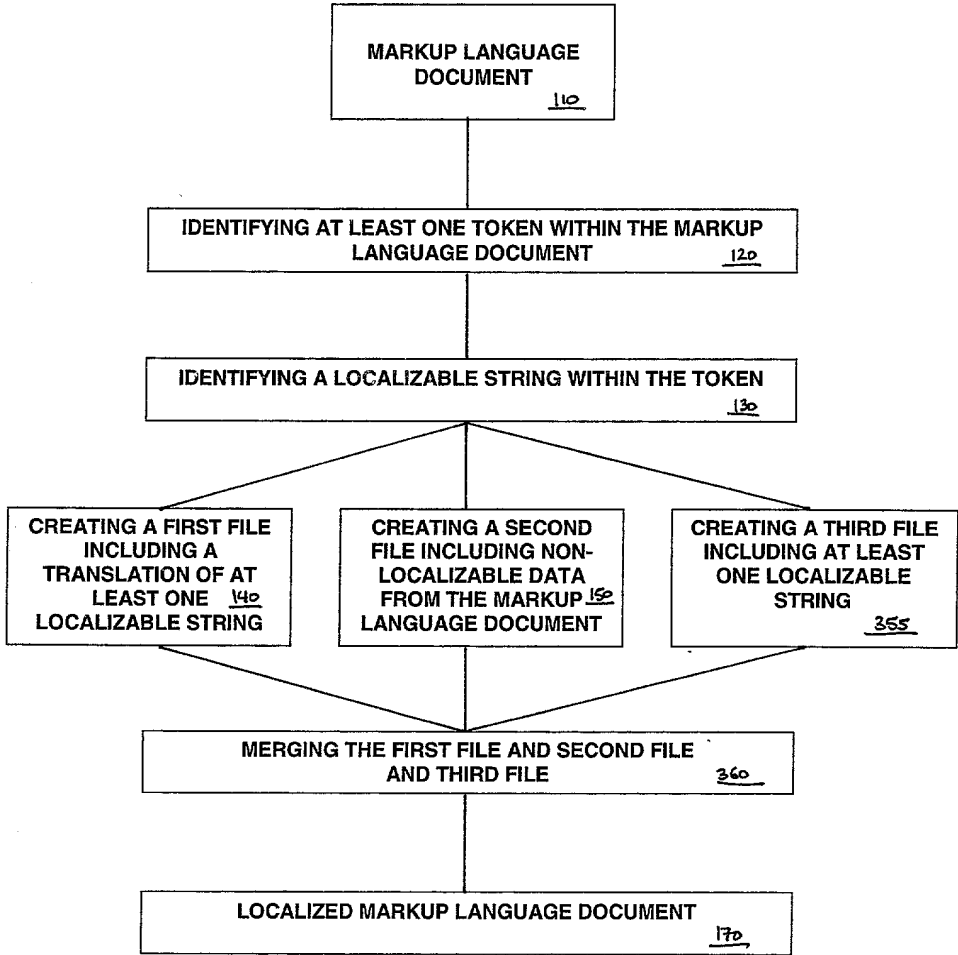 MARKUP LANGUAGE
DOCUMENT
110
IDENTIFYING AT LEAST ONE TOKEN WITHIN THE MARKUP
LANGUAGE DOCUMENT 120
IDENTIFYING A LOCALIZABLE STRING WITHIN THE TOKEN
130
CREATING A FIRST FILE
INCLUDING A
TRANSLATION OF AT
LEAST ONE 140
LOCALIZABLE STRING
CREATING A SECOND
FILE INCLUDING NON-
LOCALIZABLE DATA
FROM THE MARKUP 150
LANGUAGE DOCUMENT
CREATING A THIRD FILE
INCLUDING AT LEAST
ONE LOCALIZABLE
STRING
355
MERGING THE FIRST FILE AND SECOND FILE
AND THIRD FILE 360
LOCALIZED MARKUP LANGUAGE DOCUMENT
170